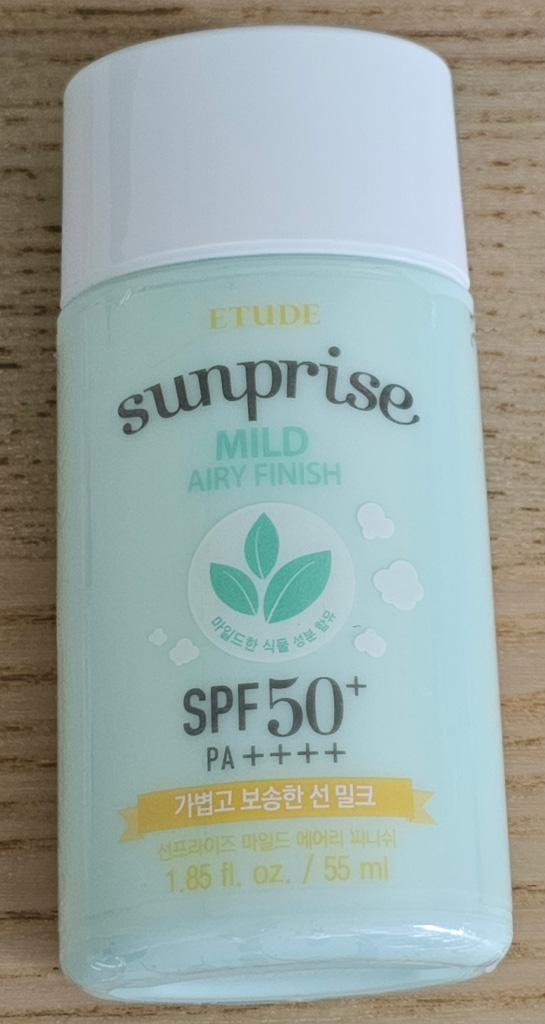 ETUDE
sunprise
MILD
AIRY FINISH
마일드한 식물 성분 함유
SPF 50+
PA++++
가볍고 보송한 선 밀크
선프라이즈 마일드 에어리 피니쉬
1.85 fl. oz. / 55 ml